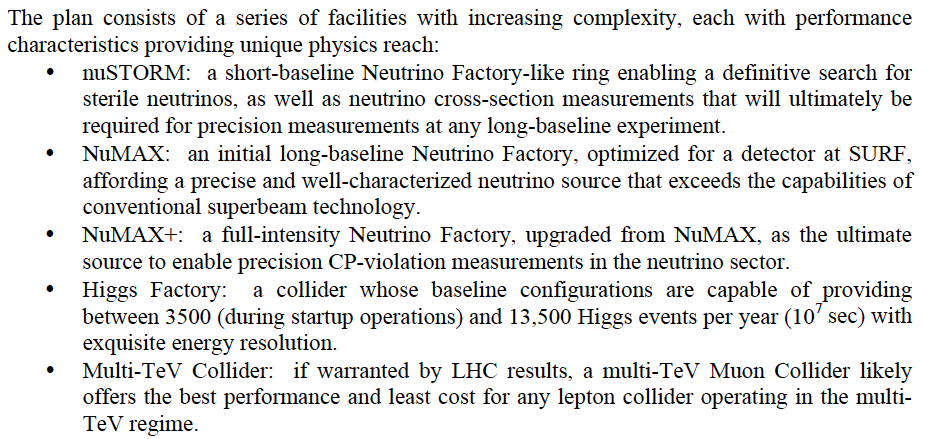 The plan consists of a series of facilities with increasing complexity, each with performance
characteristics providing unique physics reach:
• nuSTORM: a short-baseline Neutrino Factory-like ring enabling a definitive search for
sterile neutrinos, as well as neutrino cross-section measurements that will ultimately be
required for precision measurements at any long-baseline experiment.
• NuMAX: an initial long-baseline Neutrino Factory, optimized for a detector at SURF,
affording a precise and well-characterized neutrino source that exceeds the capabilities of
conventional superbeam technology.
• NuMAX+: a full-intensity Neutrino Factory, upgraded from NuMAX, as the ultimate
source to enable precision CP-violation measurements in the neutrino sector.
• Higgs Factory: a collider whose baseline configurations are capable of providing
between 3500 (during startup operations) and 13,500 Higgs events per year (10⁷ sec) with
exquisite energy resolution.
• Multi-TeV Collider: if warranted by LHC results, a multi-TeV Muon Collider likely
offers the best performance and least cost for any lepton collider operating in the multi-
TeV regime.